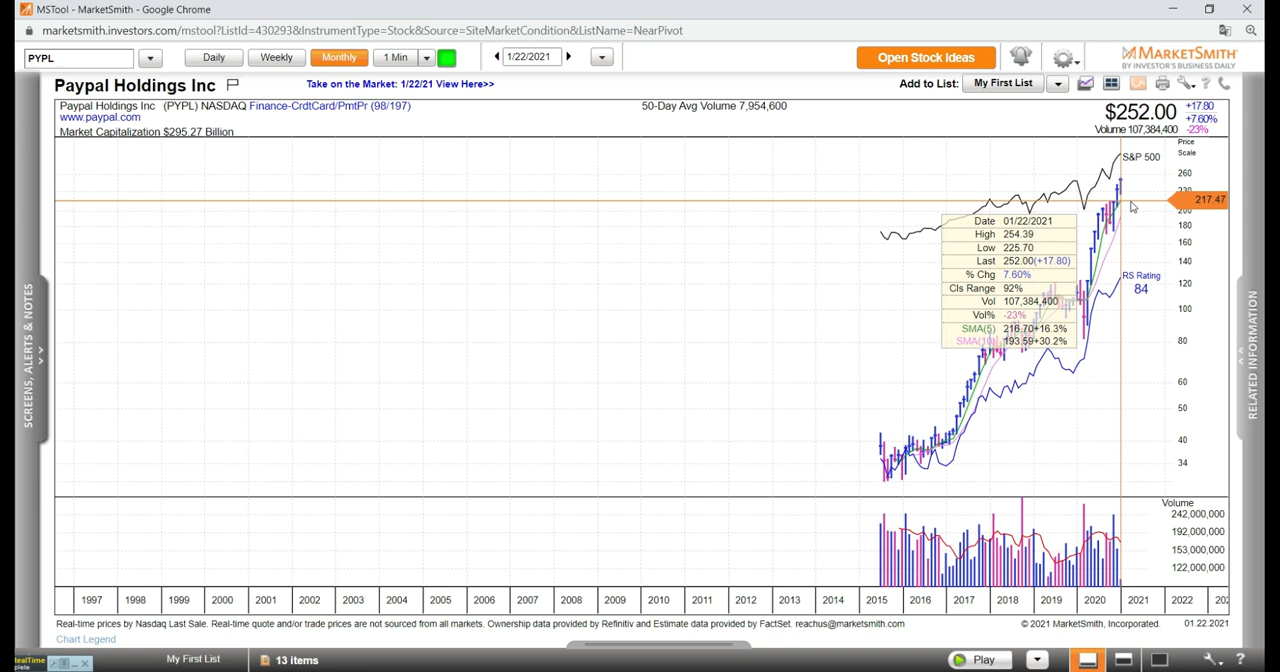 MSTool - MarketSmith - Google Chrome
marketsmith.investors.com/mstool?ListId=430293&InstrumentType=Stock&Source=SiteMarketCondition&ListName=NearPivot
PYPL Daily Weekly Monthly 1 Min 1/22/2021 Open Stock Ideas MARKETSMITH®
BY INVESTOR'S BUSINESS DAILY
Paypal Holdings Inc Take on the Market: 1/22/21 View Here>> Add to List: My First List
Paypal Holdings Inc (PYPL) NASDAQ Finance-CrdtCard/PmtPr (98/197) 50-Day Avg Volume 7,954,600 $252.00 +17.80
www.paypal.com +7.60%
Market Capitalization $295.27 Billion Volume 107,384,400 -23%
Price
Scale
S&P 500
260
230
217.47
200
180
160
140
120
100
80
60
50
40
34
Date 01/22/2021
High 254.39
Low 225.70
Last 252.00(+17.80)
% Chg 7.60%
Cls Range 92%
Vol 107,384,400
Vol% -23%
SMA(5) 216.70+16.3%
SMA(10) 193.59+30.2%
RS Rating
84
SCREENS, ALERTS & NOTES
RELATED INFORMATION
Volume
242,000,000
192,000,000
153,000,000
122,000,000
1997 1998 1999 2000 2001 2002 2003 2004 2005 2006 2007 2008 2009 2010 2011 2012 2013 2014 2015 2016 2017 2018 2019 2020 2021 2022
Real-time prices by Nasdaq Last Sale. Real-time quote and/or trade prices are not sourced from all markets. Ownership data provided by Refinitiv and Estimate data provided by FactSet. reachus@marketsmith.com © 2021 MarketSmith, Incorporated. 01.22.2021
Chart Legend
My First List 13 items Play